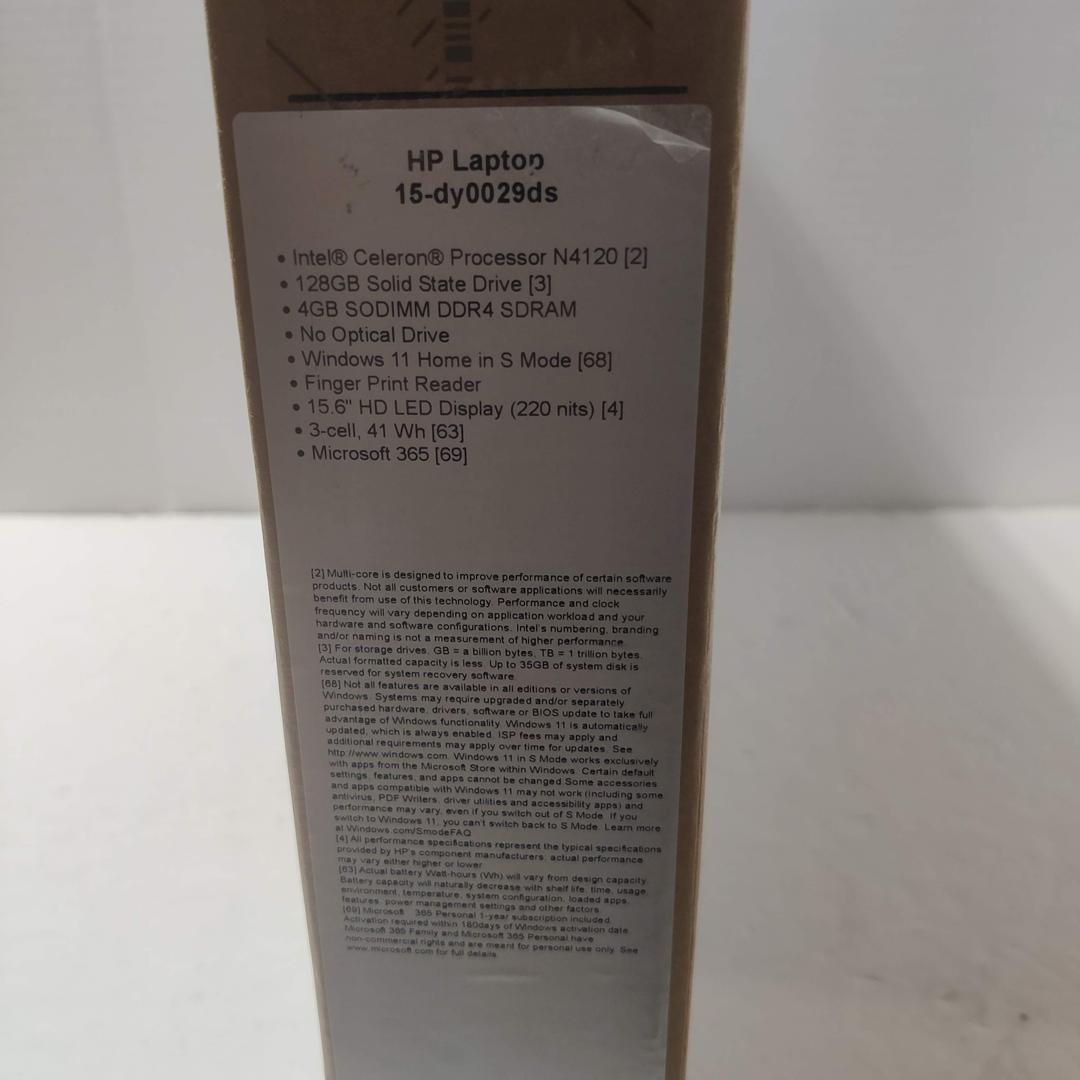 HP Laptop
15-dy0029ds
• Intel® Celeron® Processor N4120 [2]
• 128GB Solid State Drive [3]
• 4GB SODIMM DDR4 SDRAM
• No Optical Drive
• Windows 11 Home in S Mode [68]
• Finger Print Reader
• 15.6" HD LED Display (220 nits) [4]
• 3-cell, 41 Wh [63]
• Microsoft 365 [69]
[2] Multi-core is designed to improve performance of certain software
products. Not all customers or software applications will necessarily
benefit from use of this technology. Performance and clock
frequency will vary depending on application workload and your
hardware and software configurations. Intel's numbering, branding
and/or naming is not a measurement of higher performance.
[3] For storage drives, GB = a billion bytes, TB = 1 trillion bytes.
Actual formatted capacity is less. Up to 35GB of system disk is
reserved for system recovery software.
[68] Not all features are available in all editions or versions of
Windows. Systems may require upgraded and/or separately
purchased hardware, drivers, software or BIOS update to take full
advantage of Windows functionality. Windows 11 is automatically
updated, which is always enabled. ISP fees may apply and
additional requirements may apply over time for updates. See
http://www.windows.com. Windows 11 in S Mode works exclusively
with apps from the Microsoft Store within Windows. Certain default
settings, features, and apps cannot be changed.Some accessories
and apps compatible with Windows 11 may not work (including some
antivirus, PDF Writers, driver utilities and accessibility apps) and
performance may vary, even if you switch out of S Mode. If you
switch to Windows 11, you can't switch back to S Mode. Learn more
at Windows.com/SmodeFAQ
[4] All performance specifications represent the typical specifications
provided by HP's component manufacturers; actual performance
may vary either higher or lower.
[63] Actual battery Watt-hours (Wh) will vary from design capacity.
Battery capacity will naturally decrease with shelf life, time, usage,
environment, temperature, system configuration, loaded apps,
features, power management settings and other factors.
[69] Microsoft 365 Personal 1-year subscription included.
Activation required within 180days of Windows activation date.
Microsoft 365 Family and Microsoft 365 Personal have
non-commercial rights and are meant for personal use only. See
www.microsoft.com for full details.